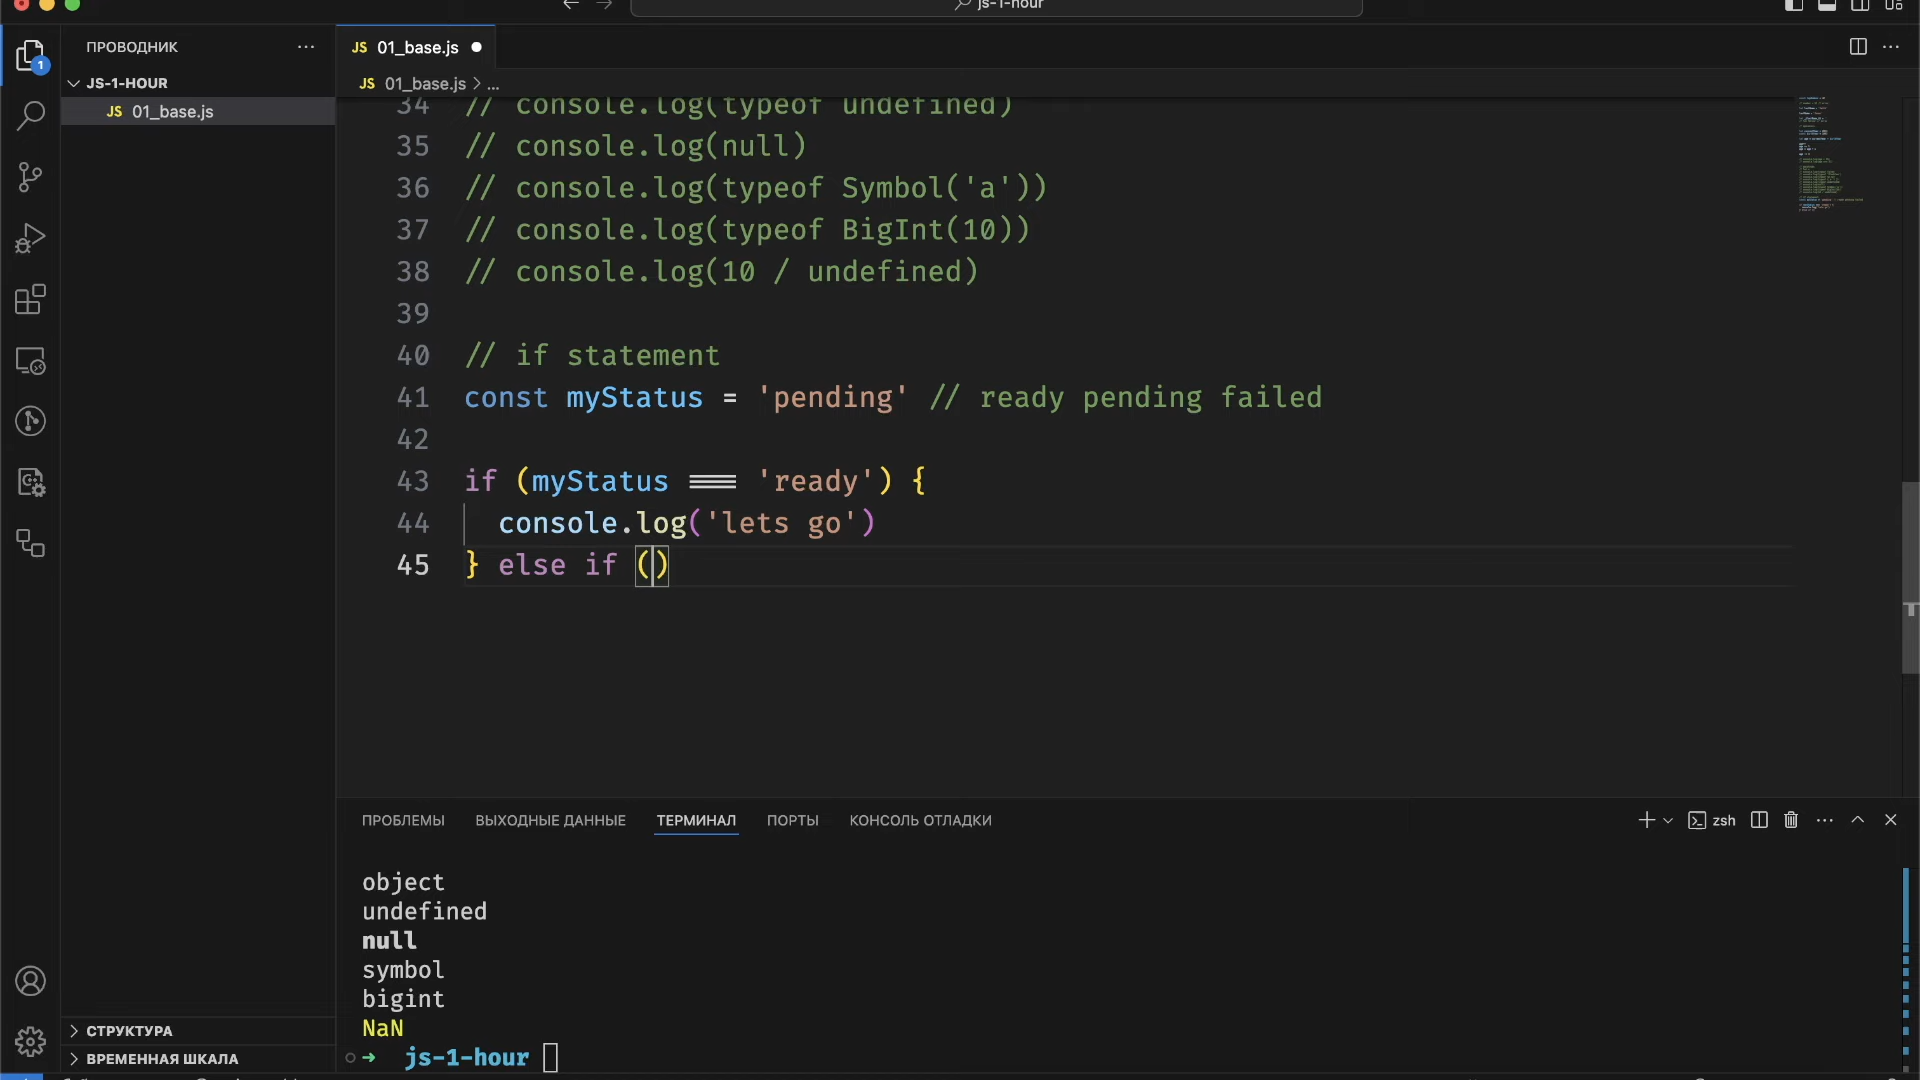 js-1-hour
ПРОВОДНИК
JS 01_base.js
1
JS-1-HOUR
JS 01_base.js > ...
JS 01_base.js
34 // console.log(typeof undefined)
35 // console.log(null)
36 // console.log(typeof Symbol('a'))
37 // console.log(typeof BigInt(10))
38 // console.log(10 / undefined)
39
40 // if statement
41 const myStatus = 'pending' // ready pending failed
42
43 if (myStatus === 'ready') {
44 console.log('lets go')
45 } else if ()
ПРОБЛЕМЫ ВЫХОДНЫЕ ДАННЫЕ ТЕРМИНАЛ ПОРТЫ КОНСОЛЬ ОТЛАДКИ
zsh
object
undefined
null
symbol
bigint
NaN
➜ js-1-hour
СТРУКТУРА
ВРЕМЕННАЯ ШКАЛА